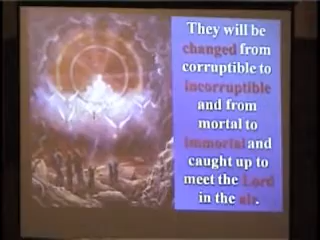 They will be
changed from
corruptible to
incorruptible
and from
mortal to
immortal and
caught up to
meet the Lord
in the air.